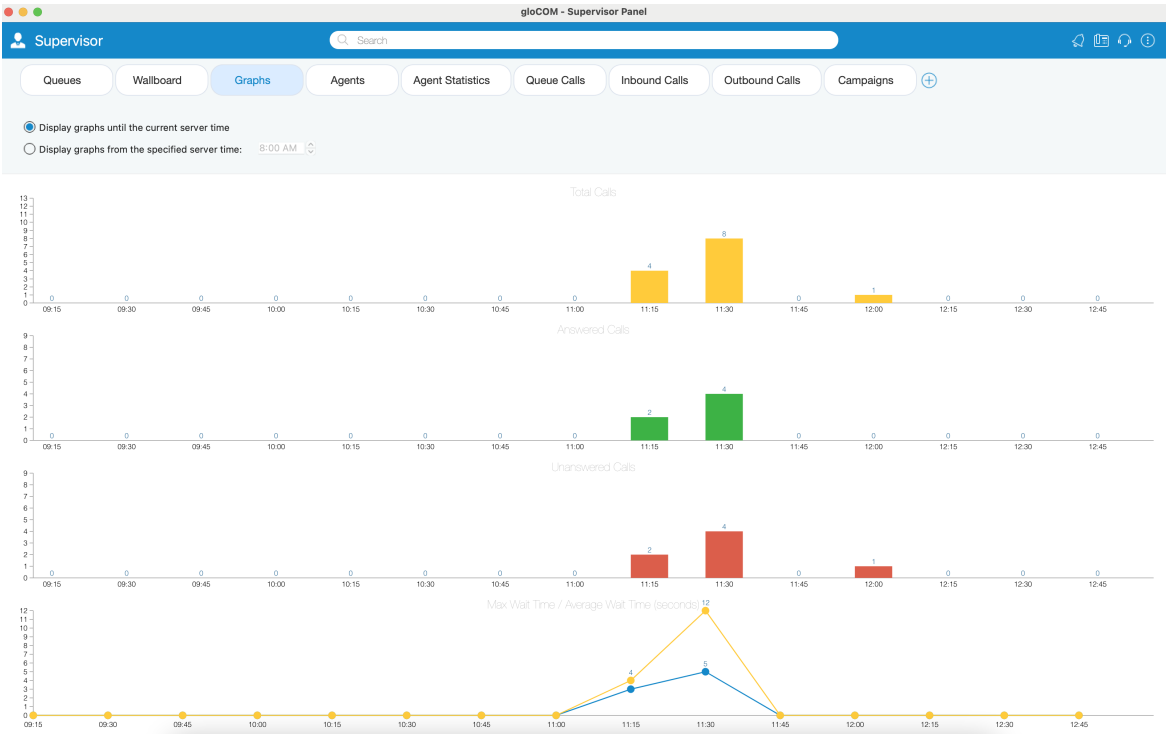 gloCOM - Supervisor Panel
Supervisor
Search
Queues Wallboard Graphs Agents Agent Statistics Queue Calls Inbound Calls Outbound Calls Campaigns
Display graphs until the current server time
Display graphs from the specified server time: 8:00 AM
Total Calls
13
12
11
10
9
8
7
6
5
4
3
2
1
0
0 0 0 0 0 0 0 0 4 8 0 1 0 0 0
09:15 09:30 09:45 10:00 10:15 10:30 10:45 11:00 11:15 11:30 11:45 12:00 12:15 12:30 12:45
Answered Calls
9
8
7
6
5
4
3
2
1
0
0 0 0 0 0 0 0 0 2 4 0 0 0 0 0
09:15 09:30 09:45 10:00 10:15 10:30 10:45 11:00 11:15 11:30 11:45 12:00 12:15 12:30 12:45
Unanswered Calls
9
8
7
6
5
4
3
2
1
0
0 0 0 0 0 0 0 0 2 4 0 1 0 0 0
09:15 09:30 09:45 10:00 10:15 10:30 10:45 11:00 11:15 11:30 11:45 12:00 12:15 12:30 12:45
Max Wait Time / Average Wait Time (seconds)
12
11
10
9
8
7
6
5
4
3
2
1
0
4 12 5
09:15 09:30 09:45 10:00 10:15 10:30 10:45 11:00 11:15 11:30 11:45 12:00 12:15 12:30 12:45